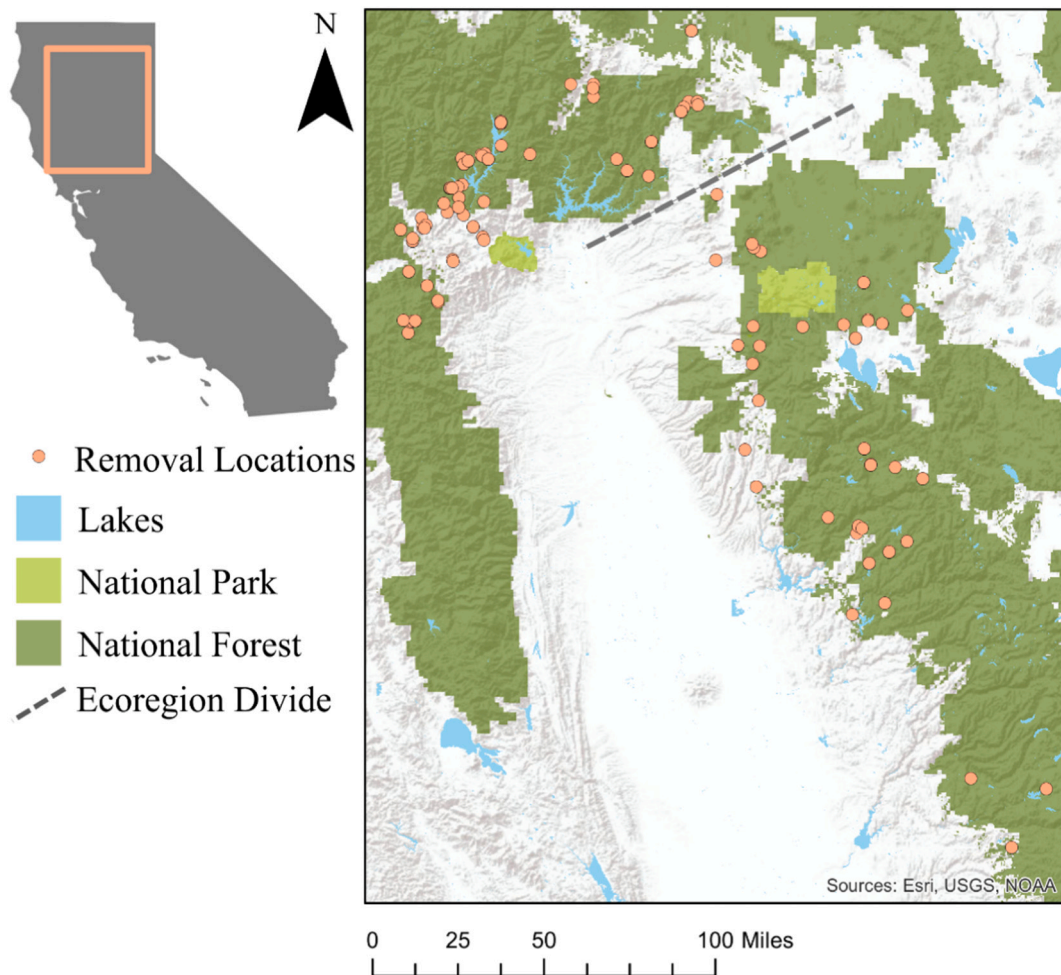 N
Removal Locations
Lakes
National Park
National Forest
Ecoregion Divide
Sources: Esri, USGS, NOAA
0 25 50 100 Miles